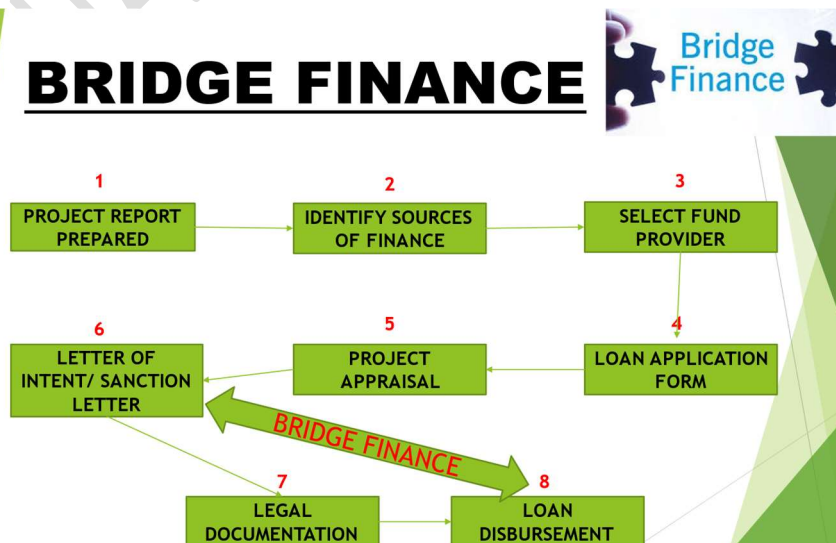 BRIDGE FINANCE
Bridge
Finance
1
PROJECT REPORT
PREPARED
2
IDENTIFY SOURCES
OF FINANCE
3
SELECT FUND
PROVIDER
6
LETTER OF
INTENT/ SANCTION
LETTER
5
PROJECT
APPRAISAL
4
LOAN APPLICATION
FORM
BRIDGE FINANCE
7
LEGAL
DOCUMENTATION
8
LOAN
DISBURSEMENT